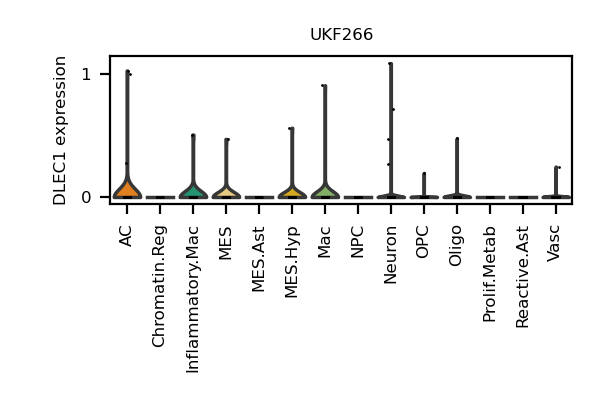 UKF266
DLEC1 expression
1
0
AC
Chromatin.Reg
Inflammatory.Mac
MES
MES.Ast
MES.Hyp
Mac
NPC
Neuron
OPC
Oligo
Prolif.Metab
Reactive.Ast
Vasc